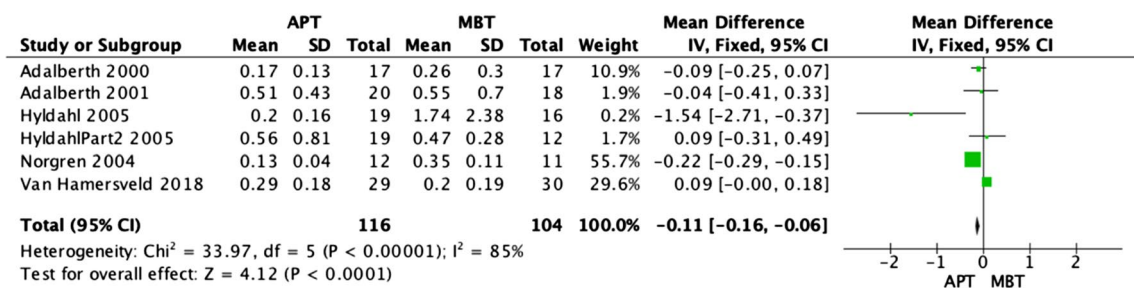 APT MBT Mean Difference Mean Difference
Study or Subgroup Mean SD Total Mean SD Total Weight IV, Fixed, 95% CI IV, Fixed, 95% CI
Adalberth 2000 0.17 0.13 17 0.26 0.3 17 10.9% −0.09 [−0.25, 0.07]
Adalberth 2001 0.51 0.43 20 0.55 0.7 18 1.9% −0.04 [−0.41, 0.33]
Hyldahl 2005 0.2 0.16 19 1.74 2.38 16 0.2% −1.54 [−2.71, −0.37]
HyldahlPart2 2005 0.56 0.81 19 0.47 0.28 12 1.7% 0.09 [−0.31, 0.49]
Norgren 2004 0.13 0.04 12 0.35 0.11 11 55.7% −0.22 [−0.29, −0.15]
Van Hamersveld 2018 0.29 0.18 29 0.2 0.19 30 29.6% 0.09 [−0.00, 0.18]
Total (95% CI) 116 104 100.0% −0.11 [−0.16, −0.06]
Heterogeneity: Chi² = 33.97, df = 5 (P < 0.00001); I² = 85%
Test for overall effect: Z = 4.12 (P < 0.0001)
−2 −1 0 1 2
APT MBT